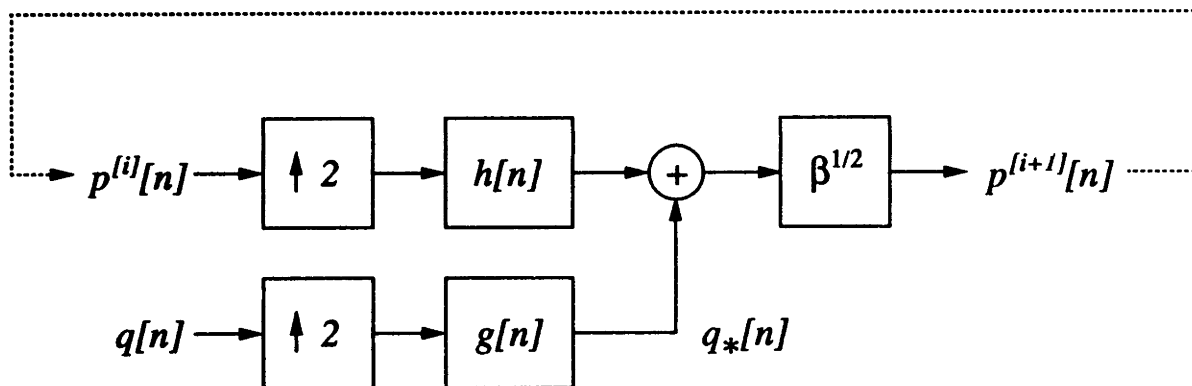 p^{[i]}[n] ↑ 2 h[n] + β^{1/2} p^{[i+1]}[n]
q[n] ↑ 2 g[n] q_*[n]